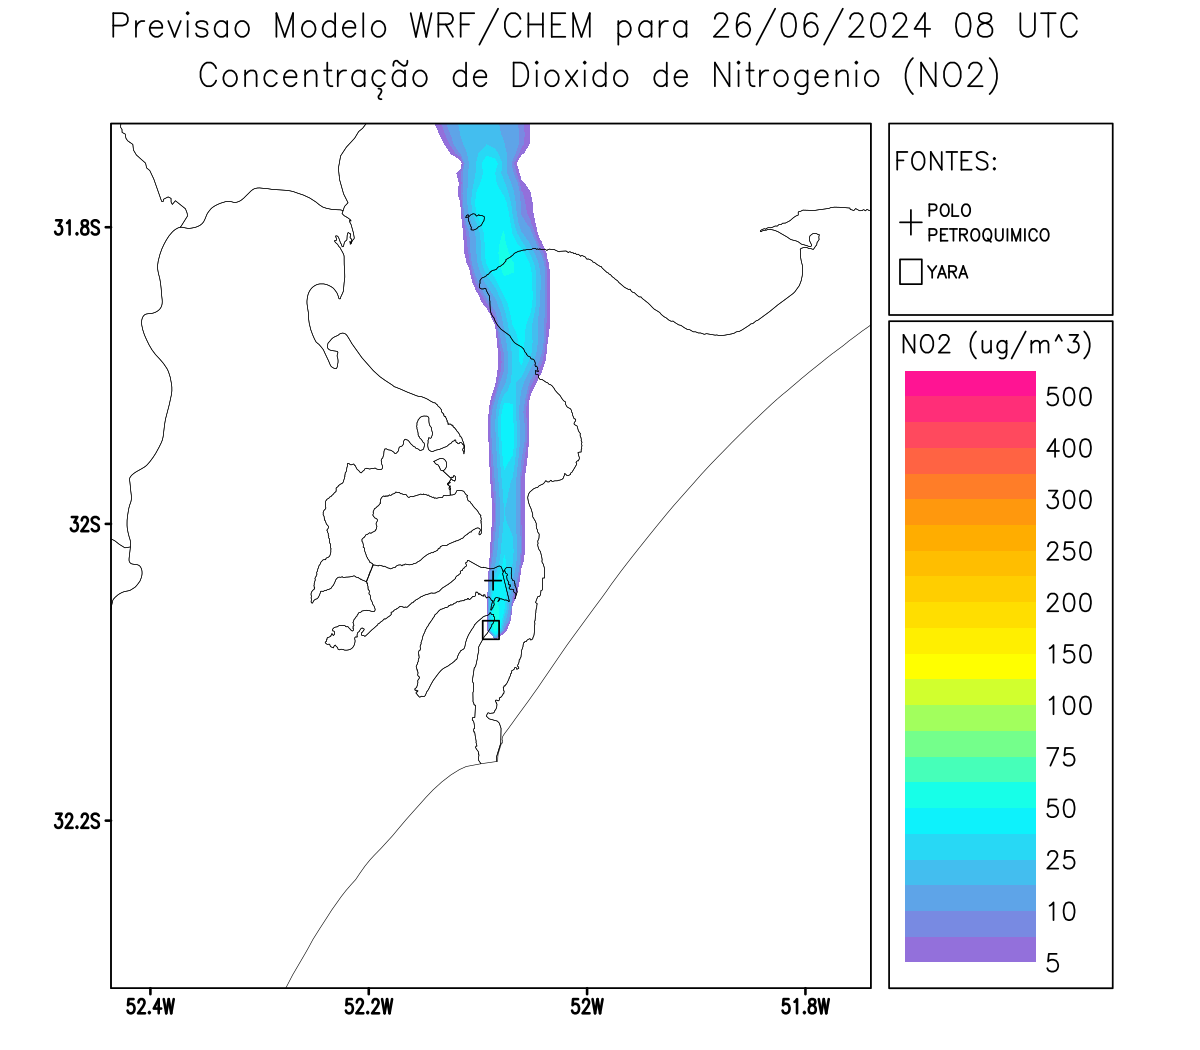 Previsao Modelo WRF/CHEM para 26/06/2024 08 UTC
Concentração de Dioxido de Nitrogenio (NO2)
FONTES:
POLO
PETROQUIMICO
YARA
31.8S
32S
32.2S
52.4W
52.2W
52W
51.8W
NO2 (ug/m^3)
500
400
300
250
200
150
100
75
50
25
10
5